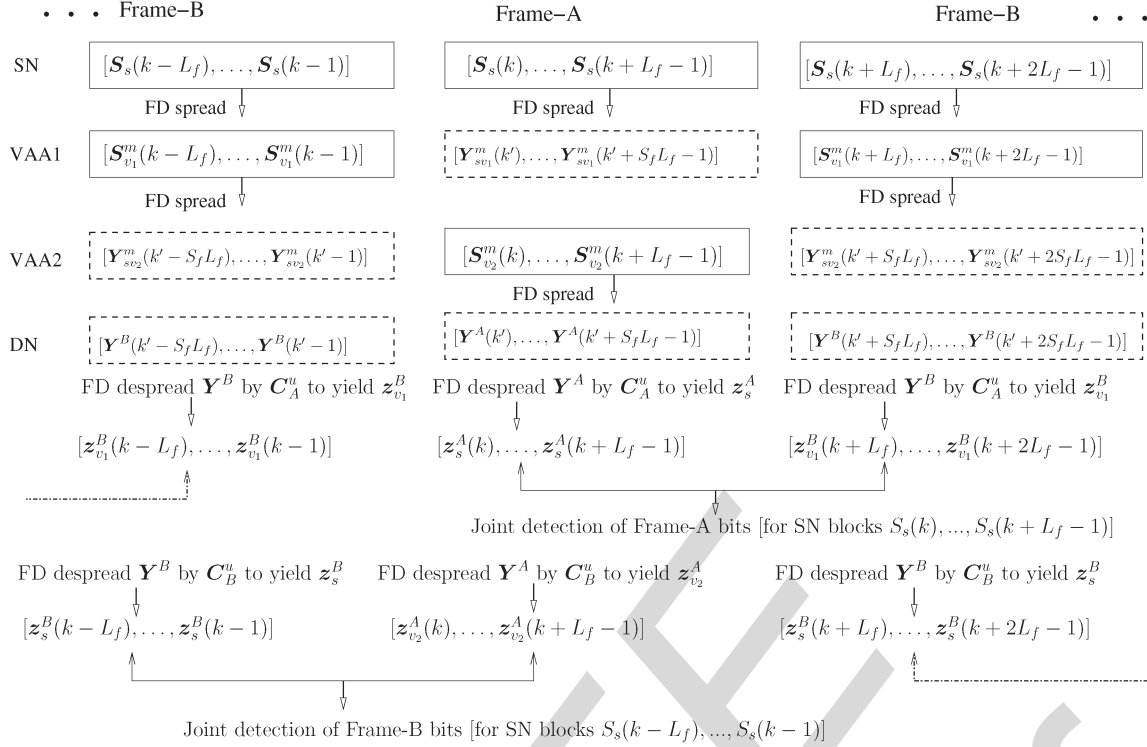 . . . Frame–B Frame–A Frame–B . . .
SN [S_s(k − L_f), . . . , S_s(k − 1)] [S_s(k), . . . , S_s(k + L_f − 1)] [S_s(k + L_f), . . . , S_s(k + 2L_f − 1)]
FD spread FD spread FD spread
VAA1 [S^m_{v_1}(k − L_f), . . . , S^m_{v_1}(k − 1)] [Y^m_{sv_1}(k′), . . . , Y^m_{sv_1}(k′ + S_f L_f − 1)] [S^m_{v_1}(k + L_f), . . . , S^m_{v_1}(k + 2L_f − 1)]
FD spread FD spread
VAA2 [Y^m_{sv_2}(k′ − S_f L_f), . . . , Y^m_{sv_2}(k′ − 1)] [S^m_{v_2}(k), . . . , S^m_{v_2}(k + L_f − 1)] [Y^m_{sv_2}(k′ + S_f L_f), . . . , Y^m_{sv_2}(k′ + 2S_f L_f − 1)]
FD spread
DN [Y^B(k′ − S_f L_f), . . . , Y^B(k′ − 1)] [Y^A(k′), . . . , Y^A(k′ + S_f L_f − 1)] [Y^B(k′ + S_f L_f), . . . , Y^B(k′ + 2S_f L_f − 1)]
FD despread Y^B by C^u_A to yield z^B_{v_1} FD despread Y^A by C^u_A to yield z^A_s FD despread Y^B by C^u_A to yield z^B_{v_1}
[z^B_{v_1}(k − L_f), . . . , z^B_{v_1}(k − 1)] [z^A_s(k), . . . , z^A_s(k + L_f − 1)] [z^B_{v_1}(k + L_f), . . . , z^B_{v_1}(k + 2L_f − 1)]
Joint detection of Frame-A bits [for SN blocks S_s(k), ..., S_s(k + L_f − 1)]
FD despread Y^B by C^u_B to yield z^B_s FD despread Y^A by C^u_B to yield z^A_{v_2} FD despread Y^B by C^u_B to yield z^B_s
[z^B_s(k − L_f), . . . , z^B_s(k − 1)] [z^A_{v_2}(k), . . . , z^A_{v_2}(k + L_f − 1)] [z^B_s(k + L_f), . . . , z^B_s(k + 2L_f − 1)]
Joint detection of Frame-B bits [for SN blocks S_s(k − L_f), ..., S_s(k − 1)]